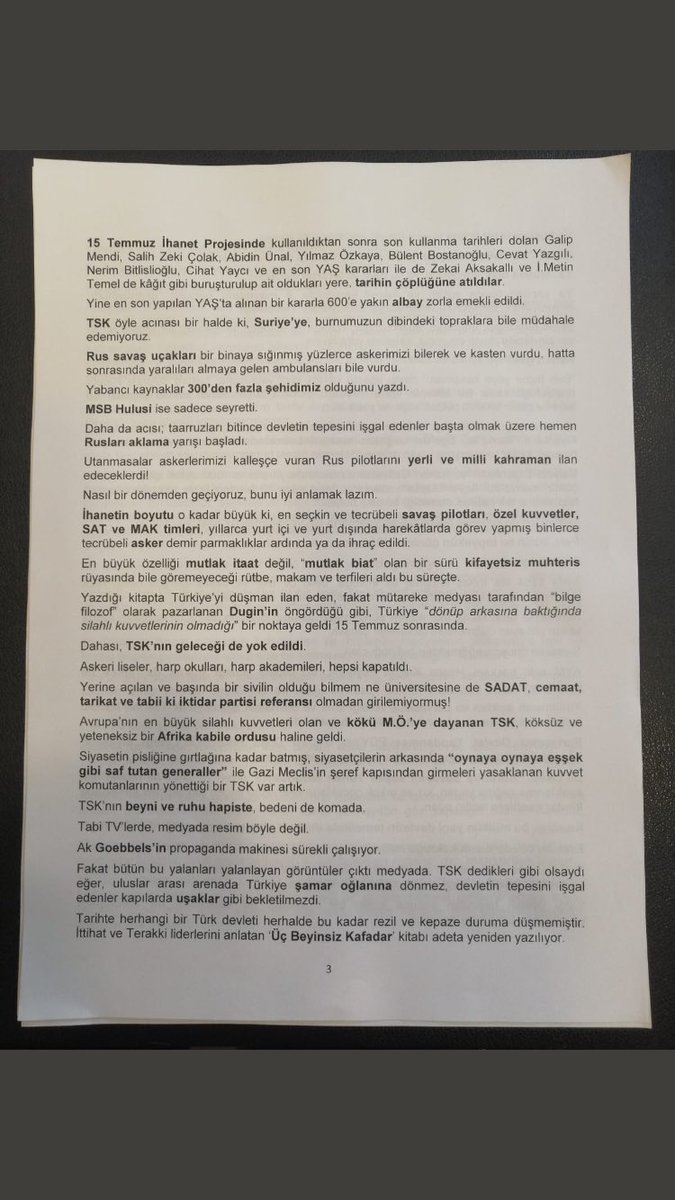 15 Temmuz İhanet Projesinde kullanıldıktan sonra son kullanma tarihleri dolan Galip
Mendi, Salih Zeki Çolak, Abidin Ünal, Yılmaz Özkaya, Bülent Bostanoğlu, Cevat Yazgılı,
Nerim Bitlislioğlu, Cihat Yaycı ve en son YAŞ kararları ile de Zekai Aksakallı ve İ.Metin
Temel de kâğıt gibi buruşturulup ait oldukları yere, tarihin çöplüğüne atıldılar.
Yine en son yapılan YAŞ'ta alınan bir kararla 600'e yakın albay zorla emekli edildi.
TSK öyle acınası bir halde ki, Suriye'ye, burnumuzun dibindeki topraklara bile müdahale
edemiyoruz.
Rus savaş uçakları bir binaya sığınmış yüzlerce askerimizi bilerek ve kasten vurdu, hatta
sonrasında yaralıları almaya gelen ambulansları bile vurdu.
Yabancı kaynaklar 300'den fazla şehidimiz olduğunu yazdı.
MSB Hulusi ise sadece seyretti.
Daha da acısı; taarruzları bitince devletin tepesini işgal edenler başta olmak üzere hemen
Rusları aklama yarışı başladı.
Utanmasalar askerlerimizi kalleşçe vuran Rus pilotlarını yerli ve milli kahraman ilan
edeceklerdi!
Nasıl bir dönemden geçiyoruz, bunu iyi anlamak lazım.
İhanetin boyutu o kadar büyük ki, en seçkin ve tecrübeli savaş pilotları, özel kuvvetler,
SAT ve MAK timleri, yıllarca yurt içi ve yurt dışında harekâtlarda görev yapmış binlerce
tecrübeli asker demir parmaklıklar ardında ya da ihraç edildi.
En büyük özelliği mutlak itaat değil, “mutlak biat” olan bir sürü kifayetsiz muhteris
rüyasında bile göremeyeceği rütbe, makam ve terfileri aldı bu süreçte.
Yazdığı kitapta Türkiye'yi düşman ilan eden, fakat mütareke medyası tarafından “bilge
filozof” olarak pazarlanan Dugin'in öngördüğü gibi, Türkiye “dönüp arkasına baktığında
silahlı kuvvetlerinin olmadığı” bir noktaya geldi 15 Temmuz sonrasında.
Dahası, TSK'nın geleceği de yok edildi.
Askeri liseler, harp okulları, harp akademileri, hepsi kapatıldı.
Yerine açılan ve başında bir sivilin olduğu bilmem ne üniversitesine de SADAT, cemaat,
tarikat ve tabii ki iktidar partisi referansı olmadan girilemiyormuş!
Avrupa'nın en büyük silahlı kuvvetleri olan ve kökü M.Ö.'ye dayanan TSK, köksüz ve
yeteneksiz bir Afrika kabile ordusu haline geldi.
Siyasetin pisliğine gırtlağına kadar batmış, siyasetçilerin arkasında “oynaya oynaya eşşek
gibi saf tutan generaller” ile Gazi Meclis'in şeref kapısından girmeleri yasaklanan kuvvet
komutanlarının yönettiği bir TSK var artık.
TSK'nın beyni ve ruhu hapiste, bedeni de komada.
Tabi TV'lerde, medyada resim böyle değil.
Ak Goebbels'in propaganda makinesi sürekli çalışıyor.
Fakat bütün bu yalanları yalanlayan görüntüler çıktı medyada. TSK dedikleri gibi olsaydı
eğer, uluslar arası arenada Türkiye şamar oğlanına dönmez, devletin tepesini işgal
edenler kapılarda uşaklar gibi bekletilmezdi.
Tarihte herhangi bir Türk devleti herhalde bu kadar rezil ve kepaze duruma düşmemiştir.
İttihat ve Terakki liderlerini anlatan ‘Üç Beyinsiz Kafadar’ kitabı adeta yeniden yazılıyor.
3